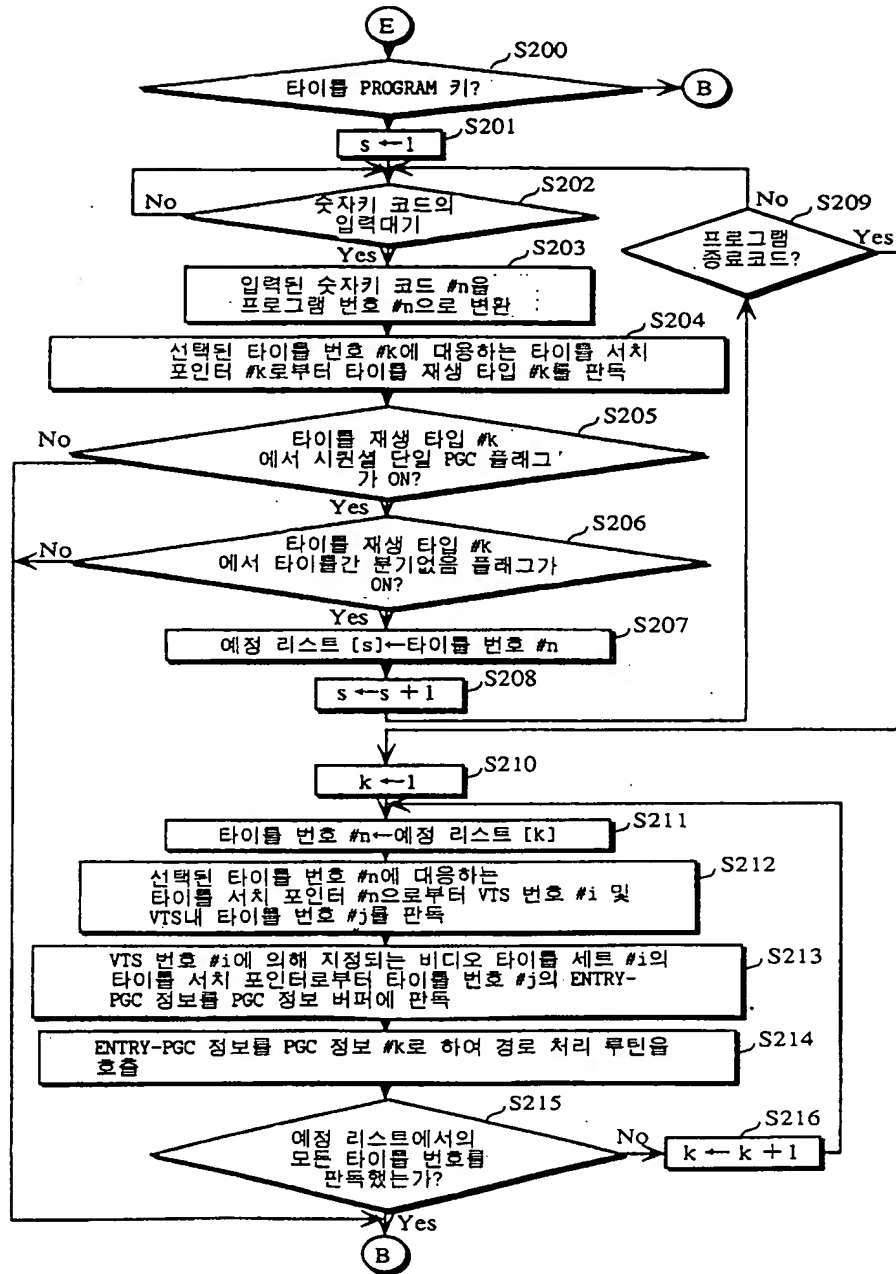 E
S200
타이틀 PROGRAM 키?
B
S201
s←1
S202
No
숫자키 코드의
입력대기
Yes
No
S209
프로그램
종료코드?
Yes
S203
입력된 숫자키 코드 #n을
프로그램 번호 #n으로 변환
S204
선택된 타이틀 번호 #k에 대응하는 타이틀 서치
포인터 #k로부터 타이틀 재생 타입 #k를 판독
S205
No
타이틀 재생 타입 #k
에서 시퀀셜 단일 PGC 플래그
가 ON?
Yes
S206
No
타이틀 재생 타입 #k
에서 타이틀간 분기없음 플래그가
ON?
Yes
S207
예정 리스트 [s]←타이틀 번호 #n
S208
s←s+1
S210
k←1
S211
타이틀 번호 #n←예정 리스트 [k]
S212
선택된 타이틀 번호 #n에 대응하는
타이틀 서치 포인터 #n으로부터 VTS 번호 #i 및
VTS내 타이틀 번호 #j를 판독
S213
VTS 번호 #i에 의해 지정되는 비디오 타이틀 세트 #i의
타이틀 서치 포인터로부터 타이틀 번호 #j의 ENTRY-
PGC 정보를 PGC 정보 버퍼에 판독
S214
ENTRY-PGC 정보를 PGC 정보 #k로 하여 경로 처리 루틴을
호출
S215
예정 리스트에서의
모든 타이틀 번호를
판독했는가?
No
S216
k←k+1
Yes
B